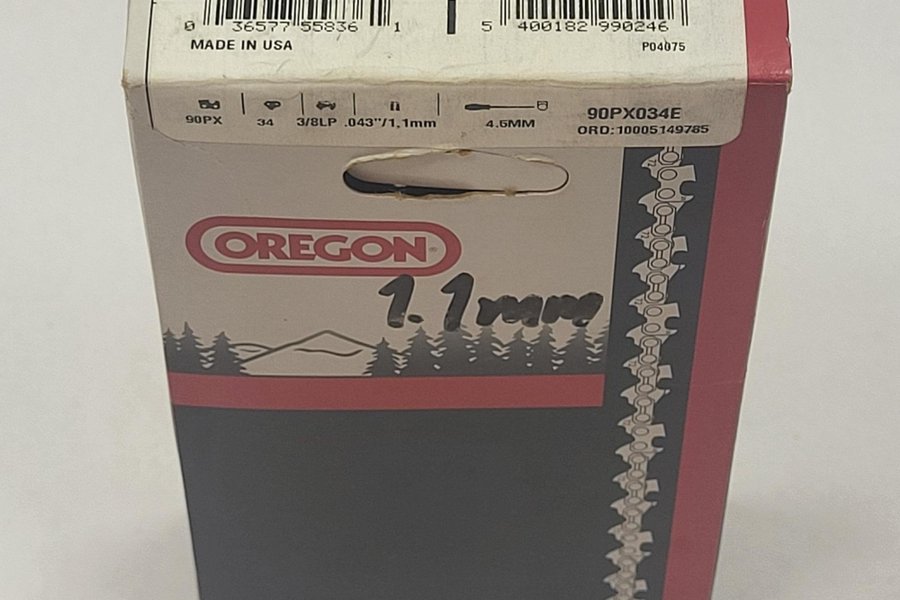 0 36577 55836 1 5 400182 990246
MADE IN USA P04075
90PX 34 3/8LP .043"/1,1mm 4.5MM 90PX034E
ORD:10005149785
OREGON®
1.1mm